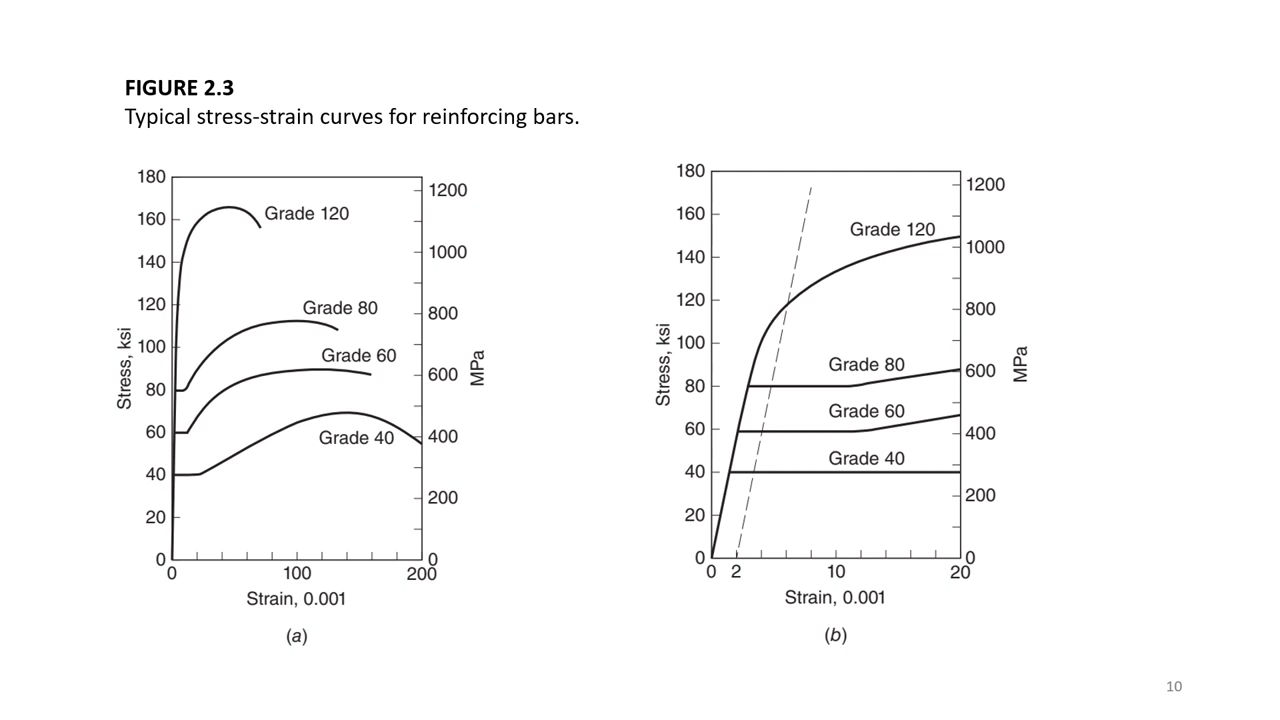 FIGURE 2.3
Typical stress-strain curves for reinforcing bars.
180
160
140
120
100
80
60
40
20
0
Stress, ksi
1200
1000
800
600
400
200
0
MPa
Grade 120
Grade 80
Grade 60
Grade 40
0
100
200
Strain, 0.001
(a)
180
160
140
120
100
80
60
40
20
0
Stress, ksi
1200
1000
800
600
400
200
0
MPa
Grade 120
Grade 80
Grade 60
Grade 40
0
2
10
20
Strain, 0.001
(b)
10